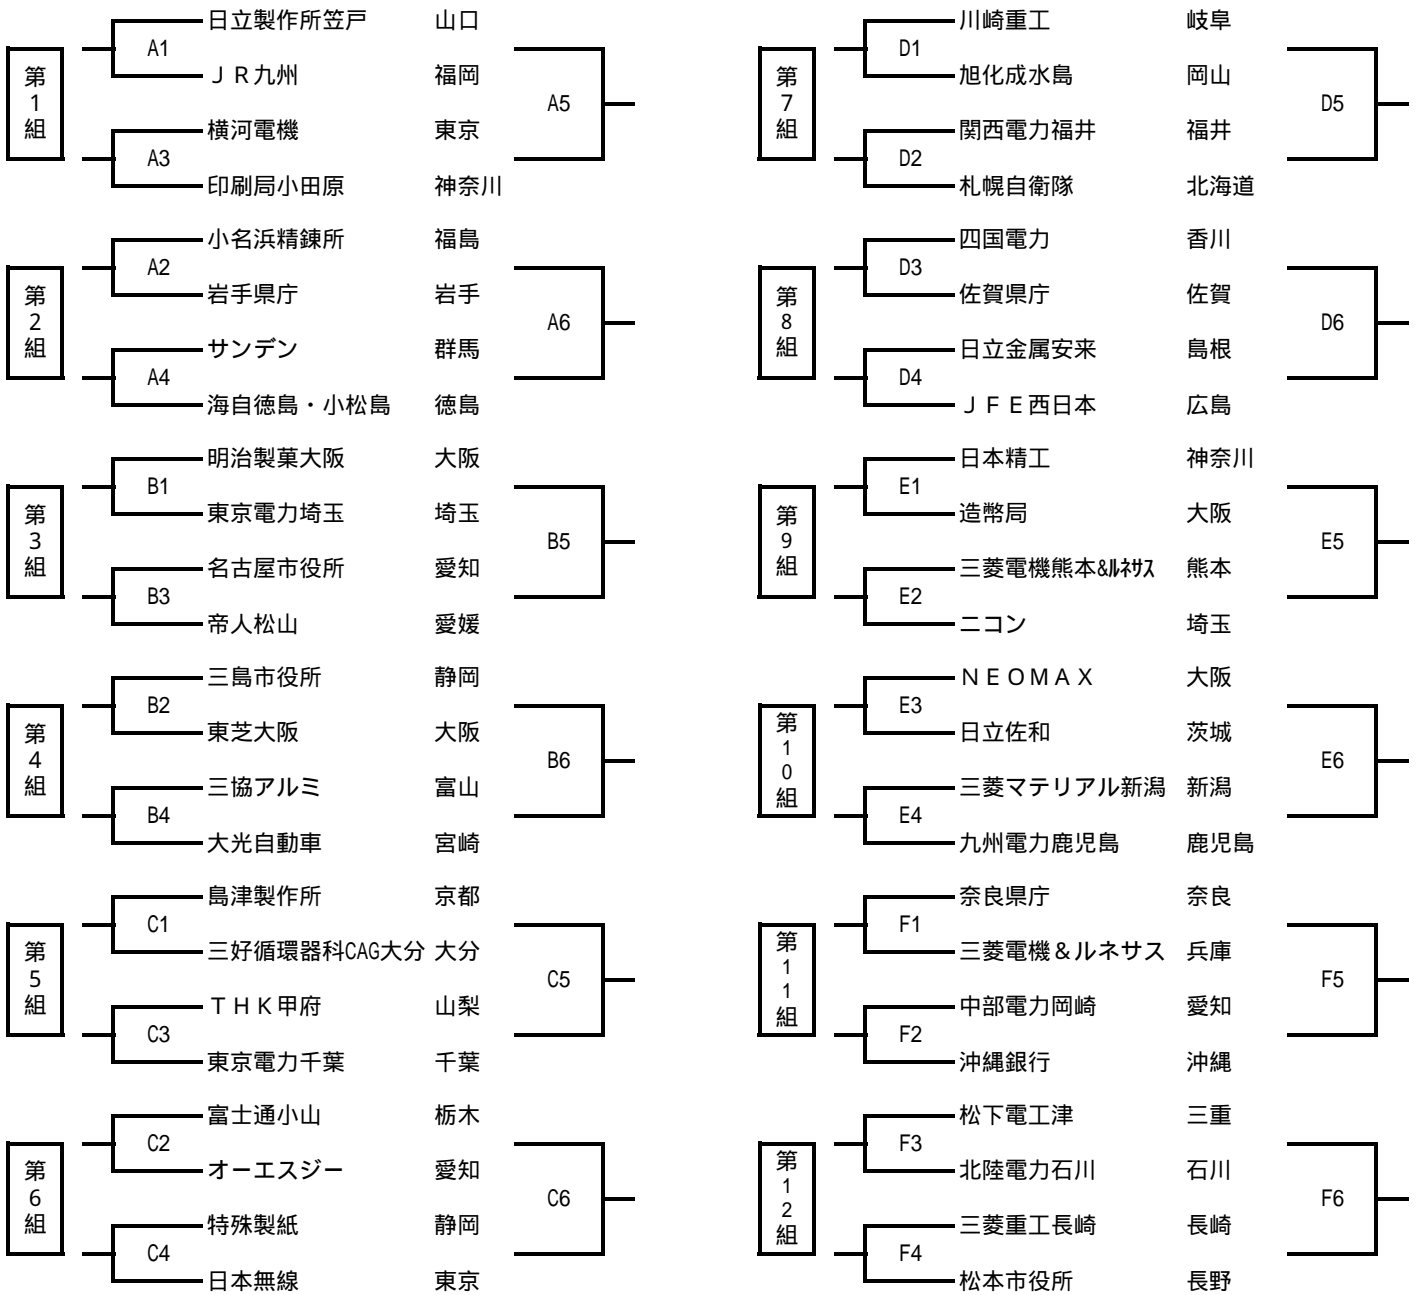 第1組
A1
日立製作所笠戸 山口
ＪＲ九州 福岡
A5
横河電機 東京
A3
印刷局小田原 神奈川
第2組
小名浜精錬所 福島
A2
岩手県庁 岩手
A6
サンデン 群馬
A4
海自徳島・小松島 徳島
第3組
明治製菓大阪 大阪
B1
東京電力埼玉 埼玉
B5
名古屋市役所 愛知
B3
帝人松山 愛媛
第4組
三島市役所 静岡
B2
東芝大阪 大阪
B6
三協アルミ 富山
B4
大光自動車 宮崎
第5組
島津製作所 京都
C1
三好循環器科CAG大分 大分
C5
ＴＨＫ甲府 山梨
C3
東京電力千葉 千葉
第6組
富士通小山 栃木
C2
オーエスジー 愛知
C6
特殊製紙 静岡
C4
日本無線 東京
第7組
川崎重工 岐阜
D1
旭化成水島 岡山
D5
関西電力福井 福井
D2
札幌自衛隊 北海道
第8組
四国電力 香川
D3
佐賀県庁 佐賀
D6
日立金属安来 島根
D4
ＪＦＥ西日本 広島
第9組
日本精工 神奈川
E1
造幣局 大阪
E5
三菱電機熊本&ﾙﾈｻｽ 熊本
E2
ニコン 埼玉
第10組
ＮＥＯＭＡＸ 大阪
E3
日立佐和 茨城
E6
三菱マテリアル新潟 新潟
E4
九州電力鹿児島 鹿児島
第11組
奈良県庁 奈良
F1
三菱電機＆ルネサス 兵庫
F5
中部電力岡崎 愛知
F2
沖縄銀行 沖縄
第12組
松下電工津 三重
F3
北陸電力石川 石川
F6
三菱重工長崎 長崎
F4
松本市役所 長野